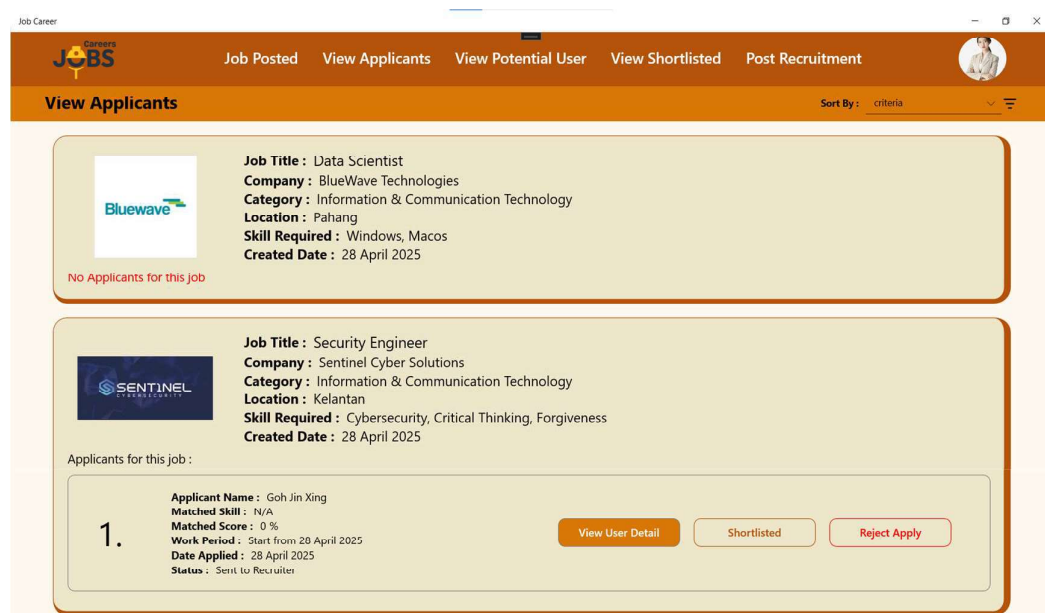 Job Career
Careers
JOBS
Job Posted View Applicants View Potential User View Shortlisted Post Recruitment
View Applicants
Sort By : criteria
Bluewave
Job Title : Data Scientist
Company : BlueWave Technologies
Category : Information & Communication Technology
Location : Pahang
Skill Required : Windows, Macos
Created Date : 28 April 2025
No Applicants for this job
SENTINEL
CYBERSECURITY
Job Title : Security Engineer
Company : Sentinel Cyber Solutions
Category : Information & Communication Technology
Location : Kelantan
Skill Required : Cybersecurity, Critical Thinking, Forgiveness
Created Date : 28 April 2025
Applicants for this job :
1.
Applicant Name : Goh Jin Xing
Matched Skill : N/A
Matched Score : 0 %
Work Period : Start from 28 April 2025
Date Applied : 28 April 2025
Status : Sent to Recruiter
View User Detail Shortlisted Reject Apply